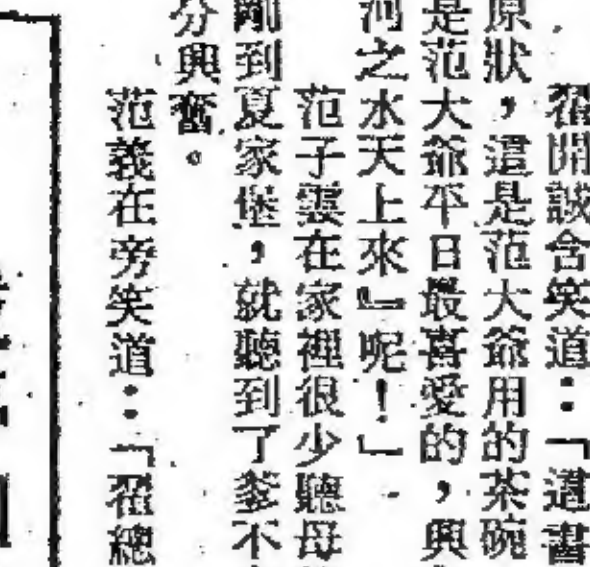 翟開誠含笑道：「這書
原狀，這是范大爺用的茶碗
是范大爺平日最喜愛的，興
河之水天上來』呢！」
范子雲在家裡很少聽母
剛到夏家堡，就聽到了爹不
分興奮。
范義在旁笑道：「翟總